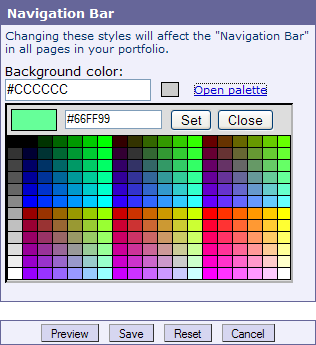 Navigation Bar
Changing these styles will affect the "Navigation Bar"
in all pages in your portfolio.
Background color:
#CCCCCC Open palette
#66FF99 Set Close
Preview Save Reset Cancel